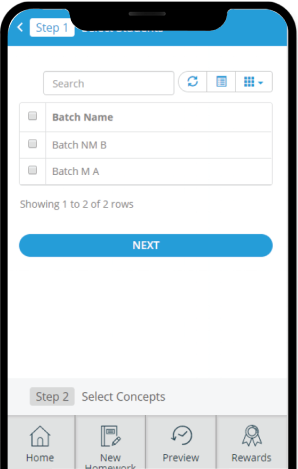 Step 1
Search
Batch Name
Batch NM B
Batch M A
Showing 1 to 2 of 2 rows
NEXT
Step 2 Select Concepts
Home New Homework Preview Rewards